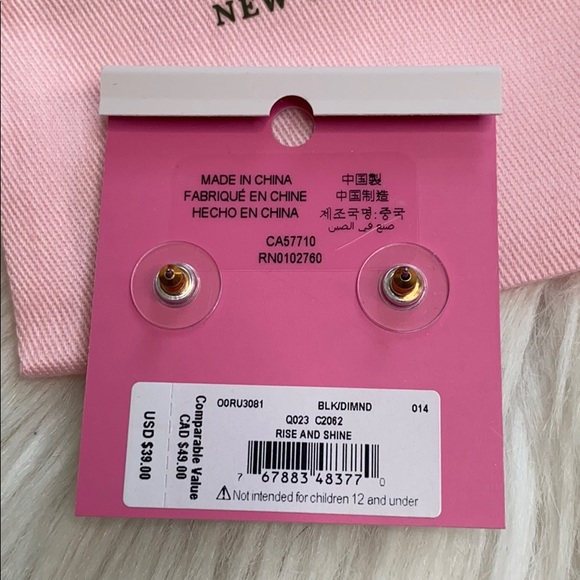 NEW
MADE IN CHINA
FABRIQUÉ EN CHINE
HECHO EN CHINA
中国製
中国制造
제조국명:중국
صنع في الصين
CA57710
RN0102760
Comparable Value
CAD $49.00
USD $39.00
O0RU3081 BLK/DIMND 014
Q023 C2062
RISE AND SHINE
7 67883 48377 0
Not intended for children 12 and under